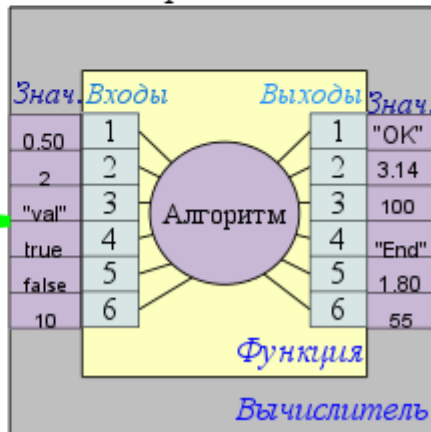 Знач. Входы Выходы Знач.
0.50 1 1 "OK"
2 2 2 3.14
"val" 3 Алгоритм 3 100
true 4 4 "End"
false 5 5 1.80
10 6 6 55
Функция
Вычислитель